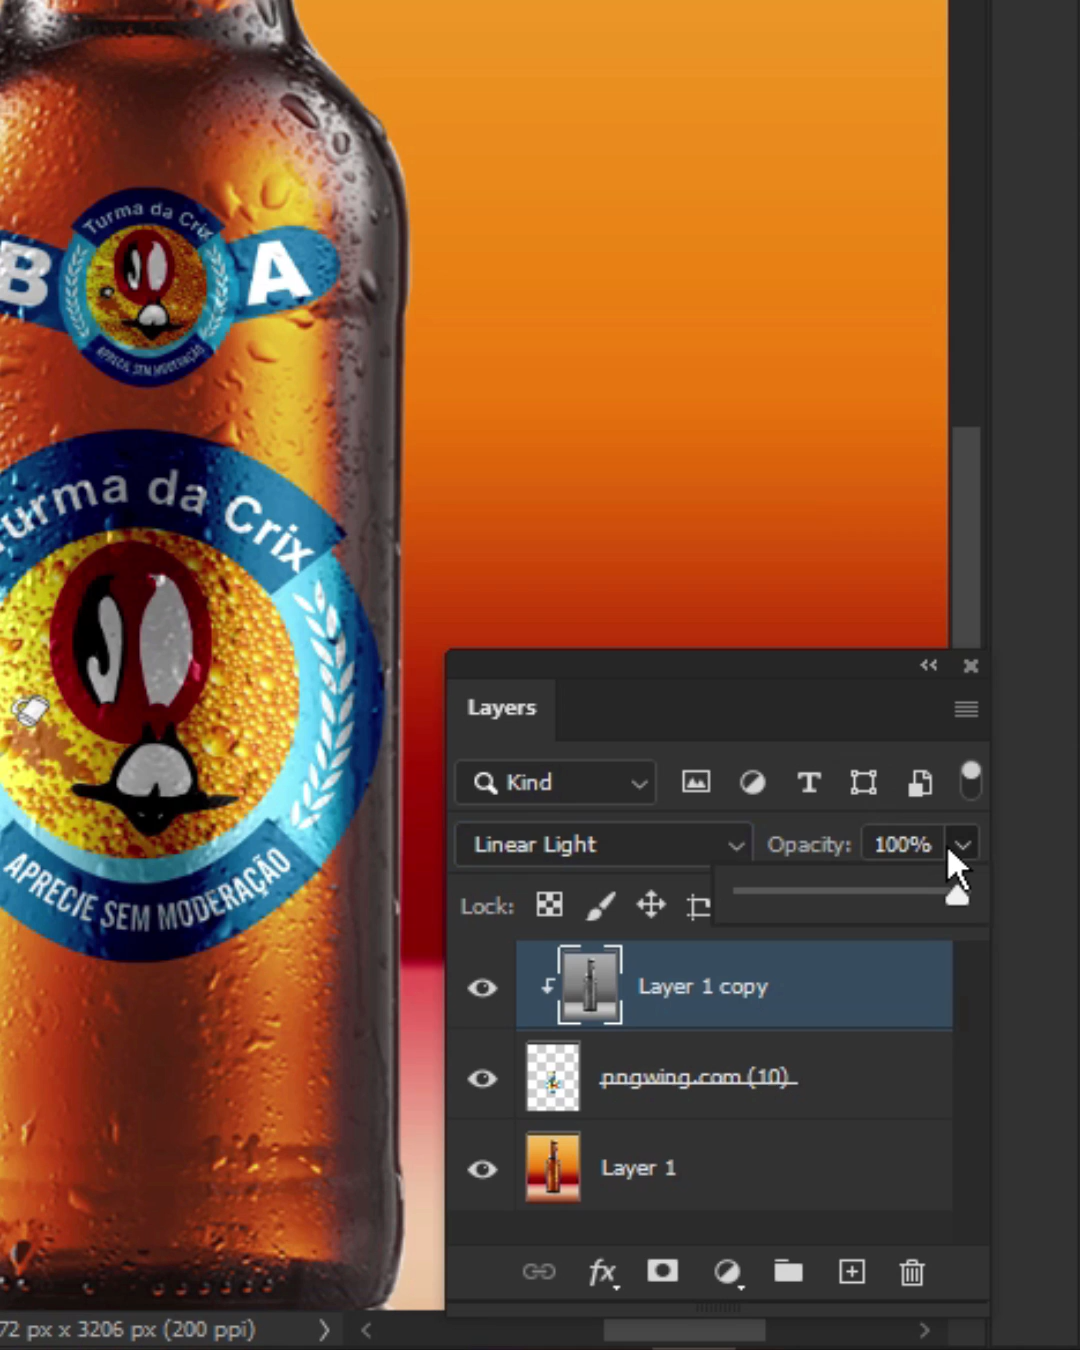 Turma da Crix
B
A
APRECIE SEM MODERAÇÃO
Turma da Crix
APRECIE SEM MODERAÇÃO
Layers
Kind
T
Linear Light
Opacity: 100%
Lock:
Layer 1 copy
pngwing.com (10)
Layer 1
fx
72 px x 3206 px (200 ppi)